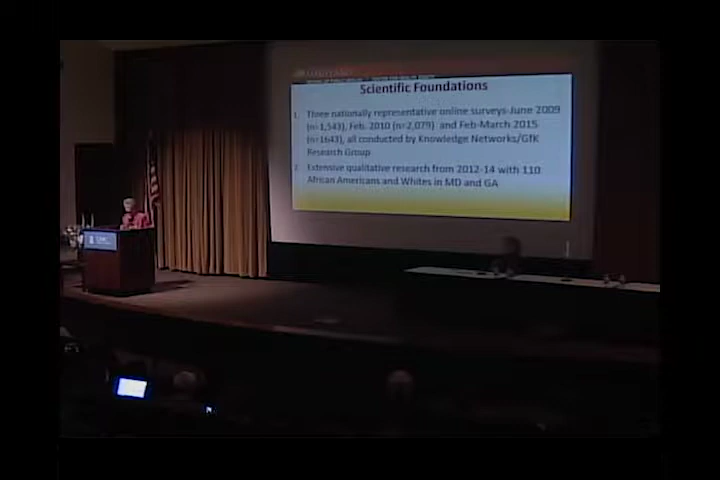 Scientific Foundations
1. Three nationally representative online surveys-June 2009
(n=1,543), Feb. 2010 (n=2,079) and Feb-March 2015
(n=1643), all conducted by Knowledge Networks/GfK
Research Group
2. Extensive qualitative research from 2012-14 with 110
African Americans and Whites in MD and GA